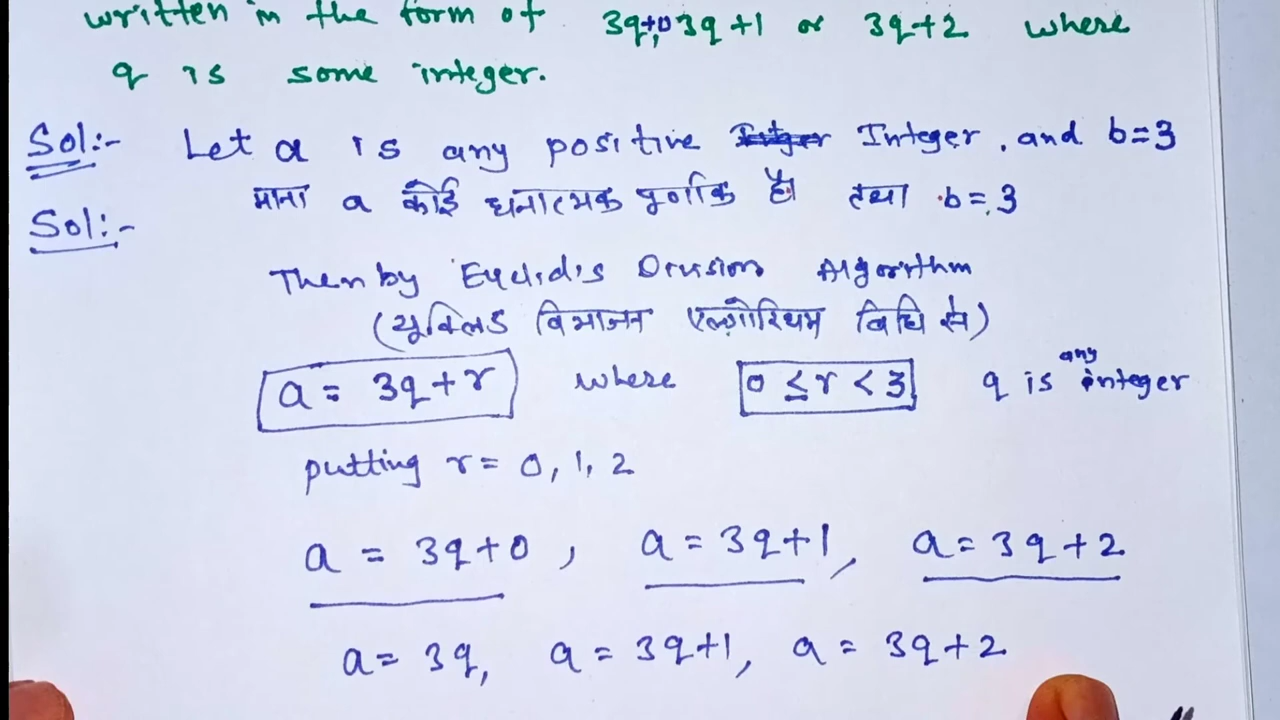 written in the form of 3q+0, 3q+1 or 3q+2 where
q is some integer.
Sol:- Let a is any positive Integer, and b=3
माना a कोई धनात्मक पूर्णांक है। तथा b=3
Sol:-
Then by Euclid's Division Algorithm
(यूक्लिड विभाजन एल्गोरिथम विधि से)
a = 3q+r where 0 ≤ r < 3 q is any integer
putting r = 0, 1, 2
a = 3q+0, a = 3q+1, a = 3q+2
a = 3q, a = 3q+1, a = 3q+2